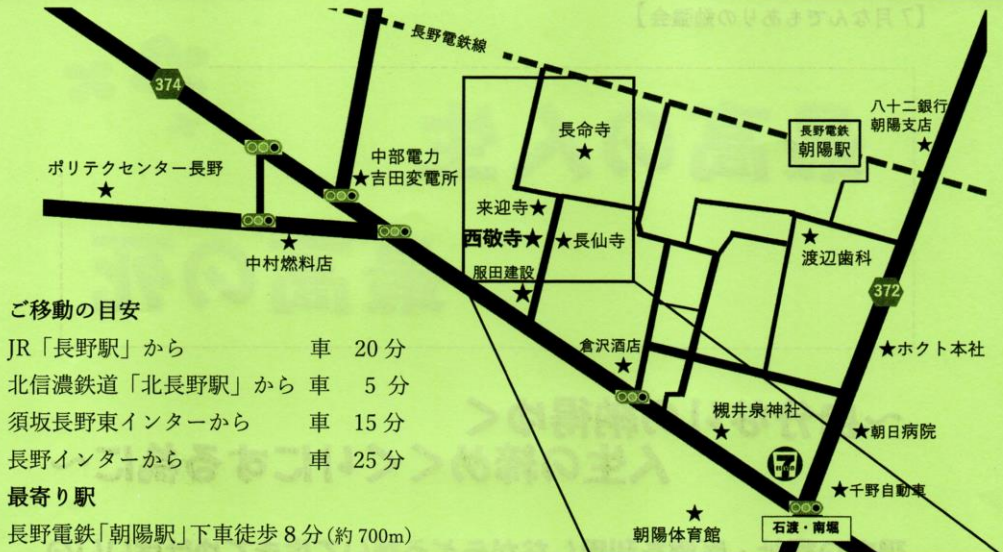 374
長野電鉄線
長命寺
長野電鉄
朝陽駅
八十二銀行
朝陽支店
ポリテクセンター長野
中部電力
吉田変電所
来迎寺
西敬寺
長仙寺
中村燃料店
服田建設
渡辺歯科
372
ご移動の目安
JR「長野駅」から 車 20 分
北信濃鉄道「北長野駅」から 車 5 分
須坂長野東インターから 車 15 分
長野インターから 車 25 分
最寄り駅
長野電鉄「朝陽駅」下車徒歩 8 分(約 700m)
倉沢酒店
ホクト本社
槻井泉神社
朝日病院
7
千野自動車
朝陽体育館
石渡・南堀
[7月なんでもありの勉強会]